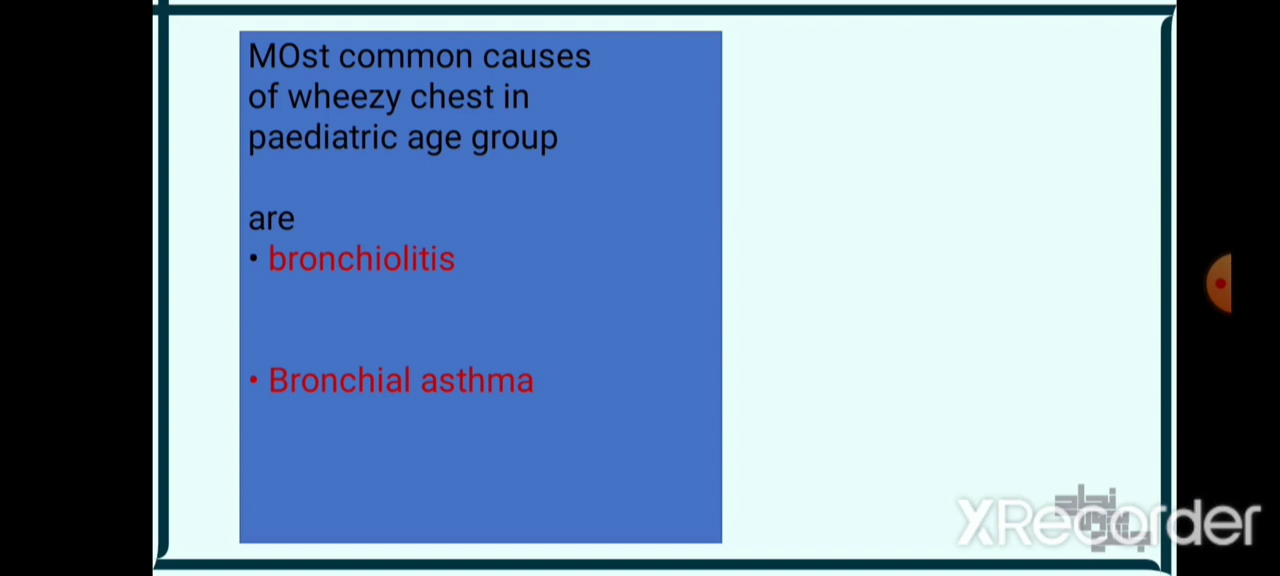 MOst common causes
of wheezy chest in
paediatric age group
are
• bronchiolitis
• Bronchial asthma
XRecorder